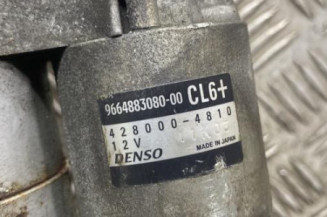 9664883080-00 CL6+
428000-4810
12V
DENSO MADE IN JAPAN